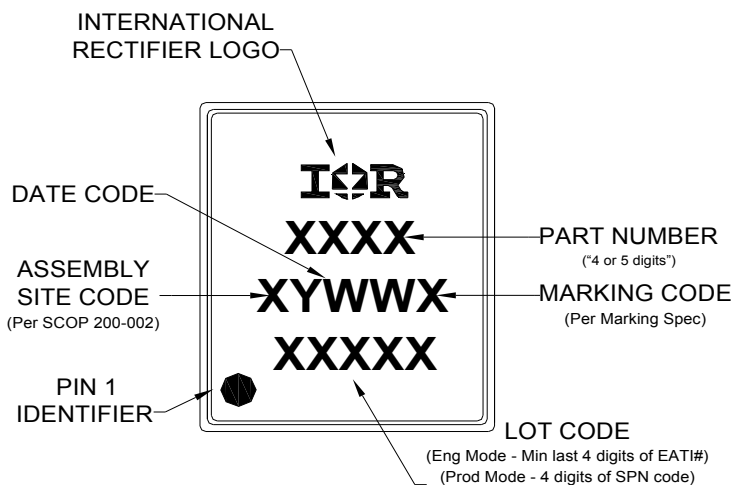 INTERNATIONAL
RECTIFIER LOGO
IOR
DATE CODE
XXXX
PART NUMBER
("4 or 5 digits")
ASSEMBLY
SITE CODE
(Per SCOP 200-002)
XYWWX
MARKING CODE
(Per Marking Spec)
XXXXX
PIN 1
IDENTIFIER
LOT CODE
(Eng Mode - Min last 4 digits of EATI#)
(Prod Mode - 4 digits of SPN code)